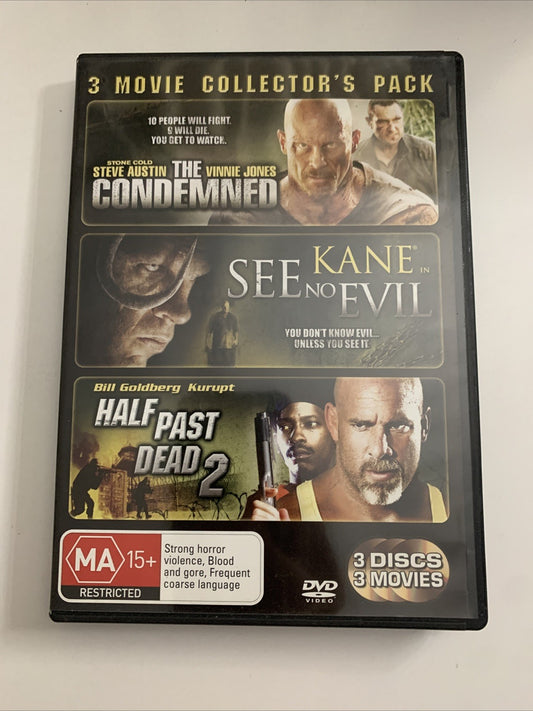 3 MOVIE COLLECTOR'S PACK
10 PEOPLE WILL FIGHT.
9 WILL DIE.
YOU GET TO WATCH.
STONE COLD
STEVE AUSTIN THE VINNIE JONES
CONDEMNED
KANE® IN
SEE NO EVIL
YOU DON'T KNOW EVIL...
UNLESS YOU SEE IT.
Bill Goldberg Kurupt
HALF PAST
DEAD 2
MA 15+
RESTRICTED
Strong horror
violence, Blood
and gore, Frequent
coarse language
DVD
VIDEO
3 DISCS
3 MOVIES